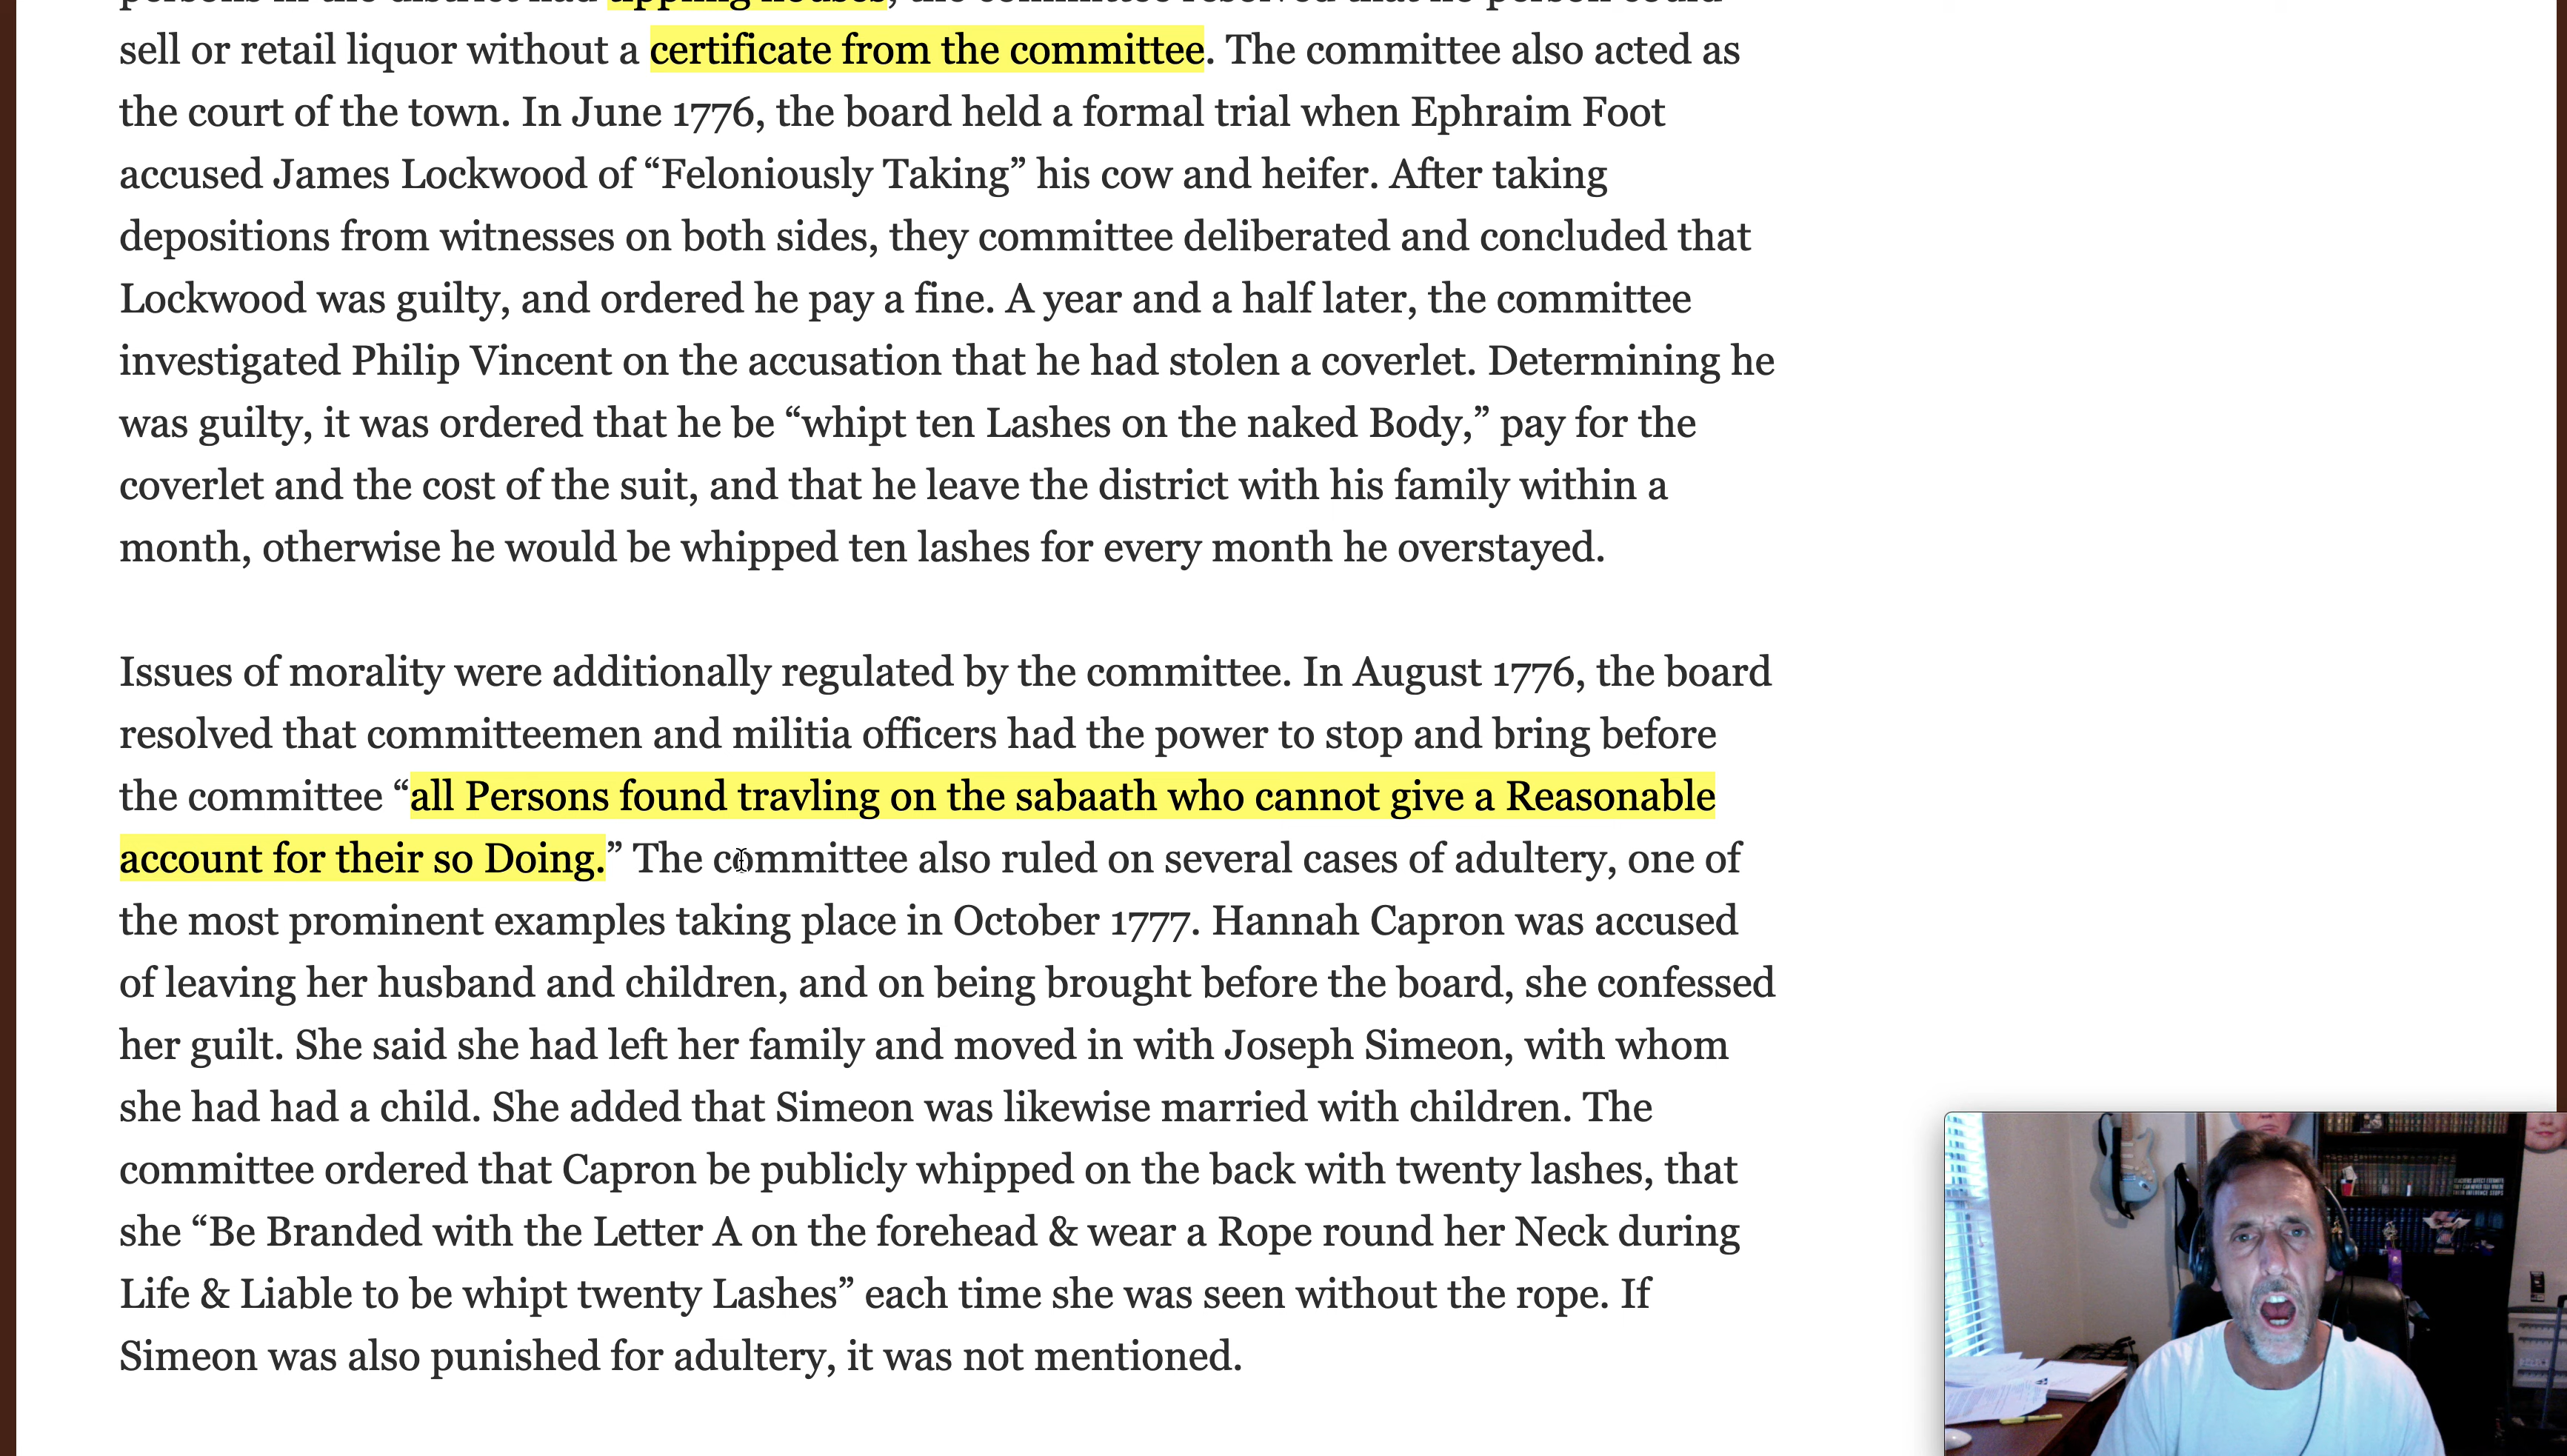 persons in the district had tippling houses, the committee resolved that no person could
sell or retail liquor without a certificate from the committee. The committee also acted as
the court of the town. In June 1776, the board held a formal trial when Ephraim Foot
accused James Lockwood of “Feloniously Taking” his cow and heifer. After taking
depositions from witnesses on both sides, they committee deliberated and concluded that
Lockwood was guilty, and ordered he pay a fine. A year and a half later, the committee
investigated Philip Vincent on the accusation that he had stolen a coverlet. Determining he
was guilty, it was ordered that he be “whipt ten Lashes on the naked Body,” pay for the
coverlet and the cost of the suit, and that he leave the district with his family within a
month, otherwise he would be whipped ten lashes for every month he overstayed.
Issues of morality were additionally regulated by the committee. In August 1776, the board
resolved that committeemen and militia officers had the power to stop and bring before
the committee “all Persons found travling on the sabaath who cannot give a Reasonable
account for their so Doing.” The committee also ruled on several cases of adultery, one of
the most prominent examples taking place in October 1777. Hannah Capron was accused
of leaving her husband and children, and on being brought before the board, she confessed
her guilt. She said she had left her family and moved in with Joseph Simeon, with whom
she had had a child. She added that Simeon was likewise married with children. The
committee ordered that Capron be publicly whipped on the back with twenty lashes, that
she “Be Branded with the Letter A on the forehead & wear a Rope round her Neck during
Life & Liable to be whipt twenty Lashes” each time she was seen without the rope. If
Simeon was also punished for adultery, it was not mentioned.